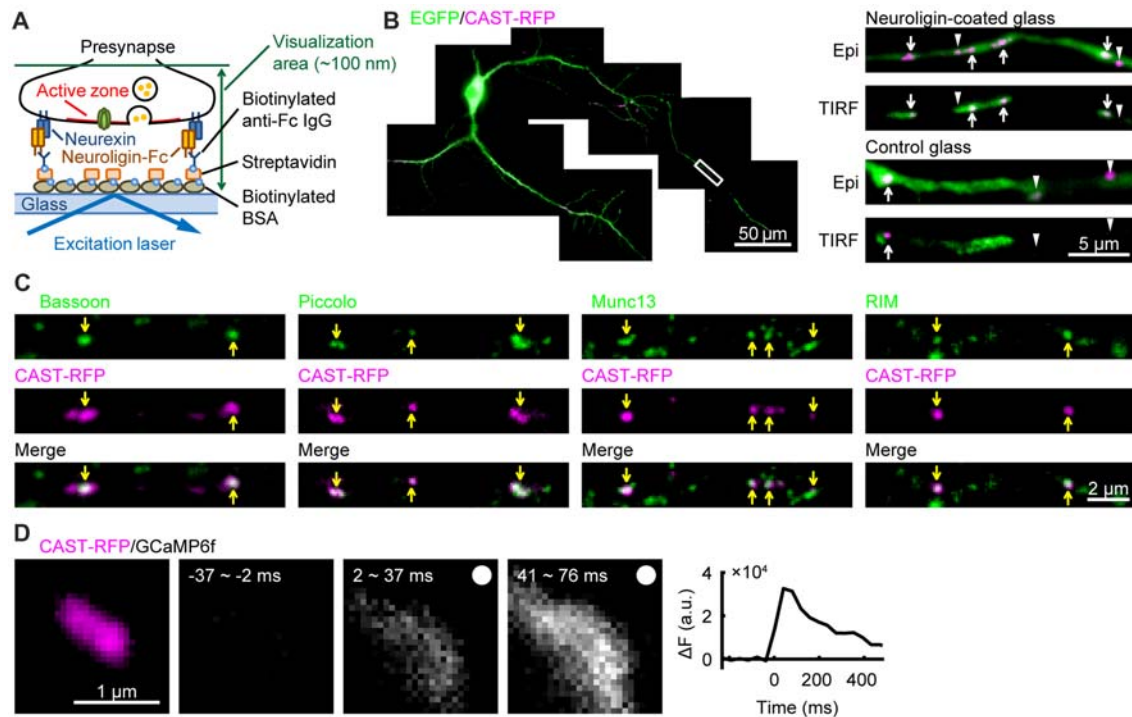 A
Presynapse
Active zone
Neurexin
Neuroligin-Fc
Glass
Excitation laser
Visualization
area (~100 nm)
Biotinylated
anti-Fc IgG
Streptavidin
Biotinylated
BSA
B
EGFP/CAST-RFP
50 µm
Neuroligin-coated glass
Epi
TIRF
Control glass
Epi
TIRF
5 µm
C
Bassoon
Piccolo
Munc13
RIM
CAST-RFP
CAST-RFP
CAST-RFP
CAST-RFP
Merge
Merge
Merge
Merge
2 µm
D
CAST-RFP/GCaMP6f
1 µm
-37 ~ -2 ms
2 ~ 37 ms
41 ~ 76 ms
×10⁴
4
2
0
ΔF (a.u.)
0 200 400
Time (ms)